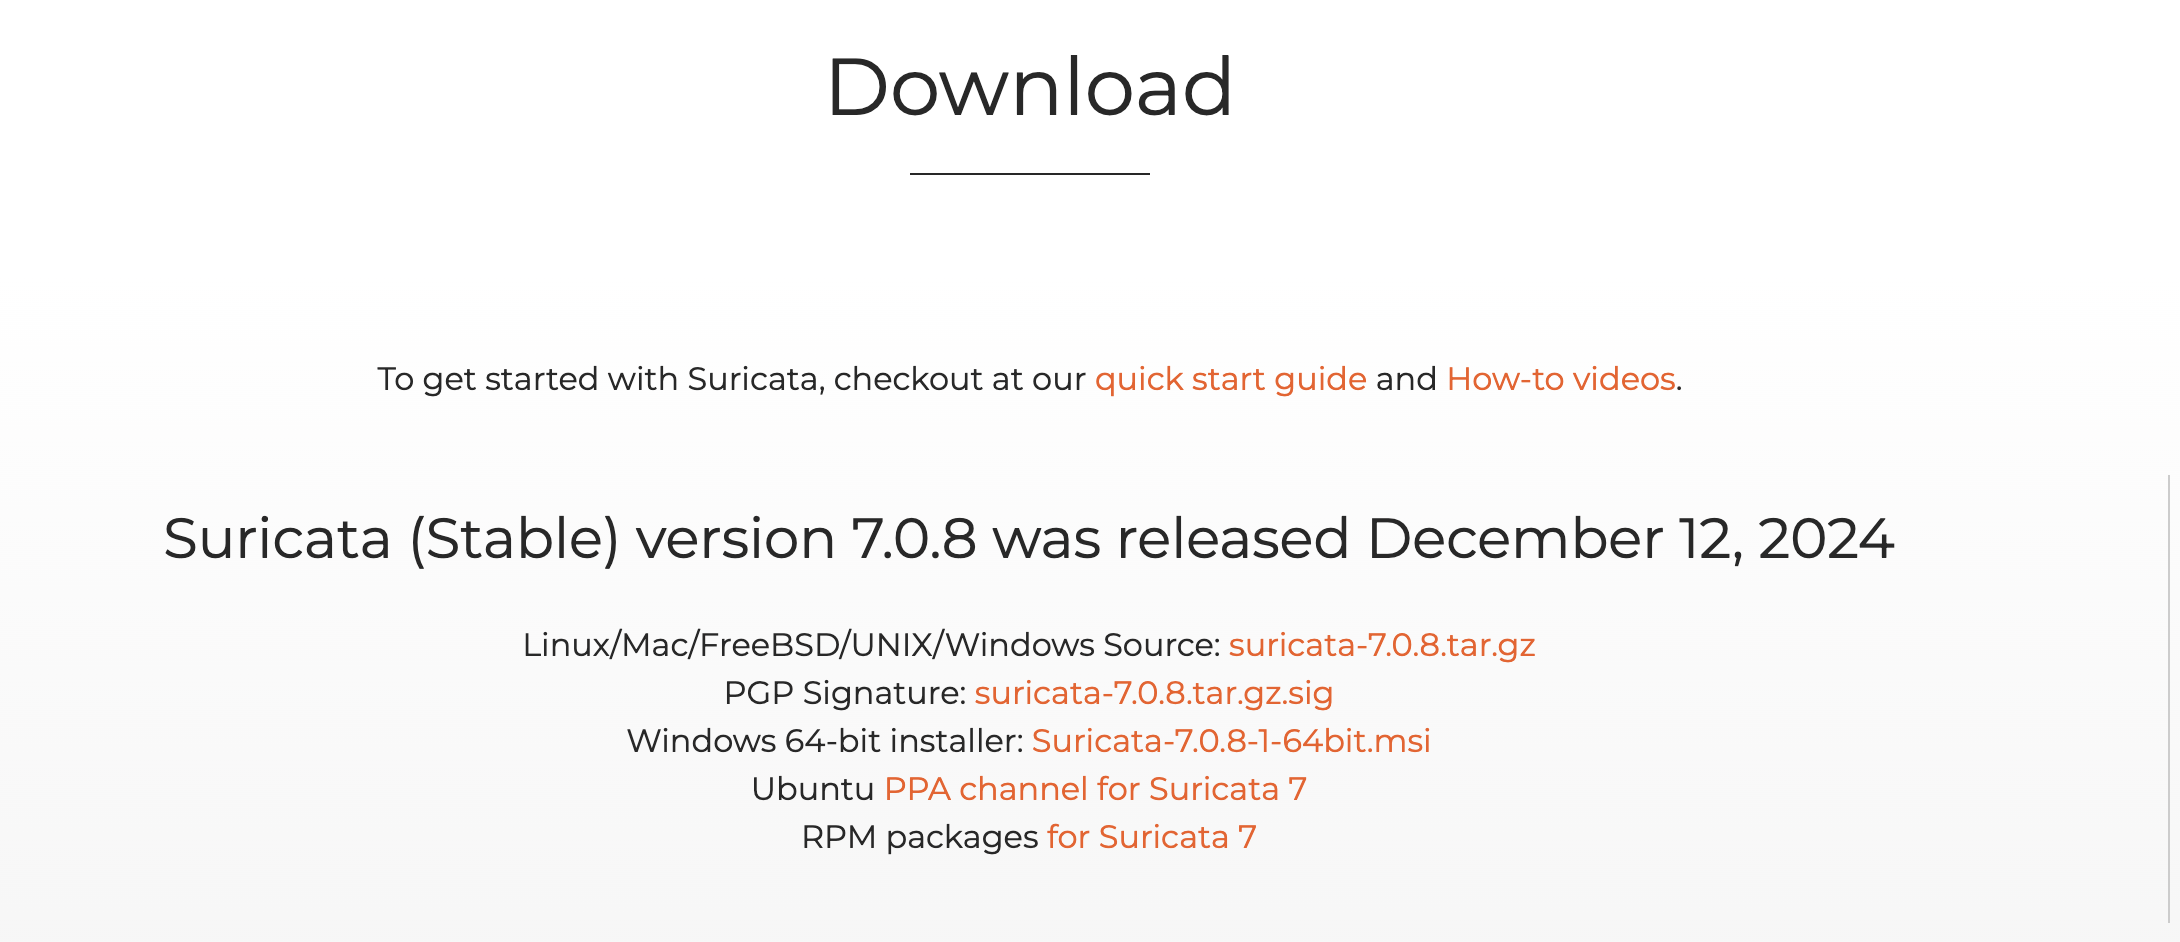 Download
To get started with Suricata, checkout at our quick start guide and How-to videos.
Suricata (Stable) version 7.0.8 was released December 12, 2024
Linux/Mac/FreeBSD/UNIX/Windows Source: suricata-7.0.8.tar.gz
PGP Signature: suricata-7.0.8.tar.gz.sig
Windows 64-bit installer: Suricata-7.0.8-1-64bit.msi
Ubuntu PPA channel for Suricata 7
RPM packages for Suricata 7